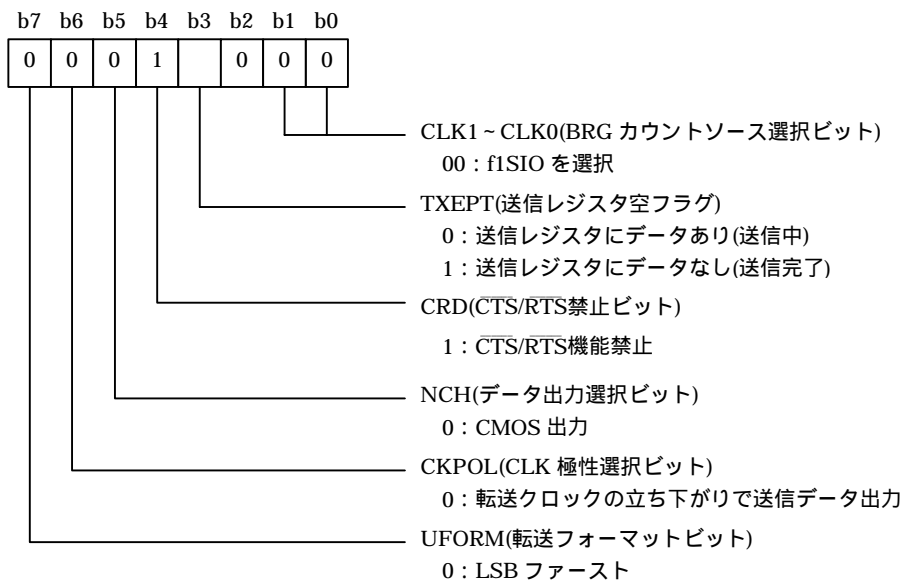 b7 b6 b5 b4 b3 b2 b1 b0
0 0 0 1 0 0 0
CLK1~CLK0(BRG カウントソース選択ビット)
00:f1SIO を選択
TXEPT(送信レジスタ空フラグ)
0:送信レジスタにデータあり(送信中)
1:送信レジスタにデータなし(送信完了)
CRD(C̅T̅S̅/R̅T̅S̅禁止ビット)
1:C̅T̅S̅/R̅T̅S̅機能禁止
NCH(データ出力選択ビット)
0:CMOS 出力
CKPOL(CLK 極性選択ビット)
0:転送クロックの立ち下がりで送信データ出力
UFORM(転送フォーマットビット)
0:LSB ファースト